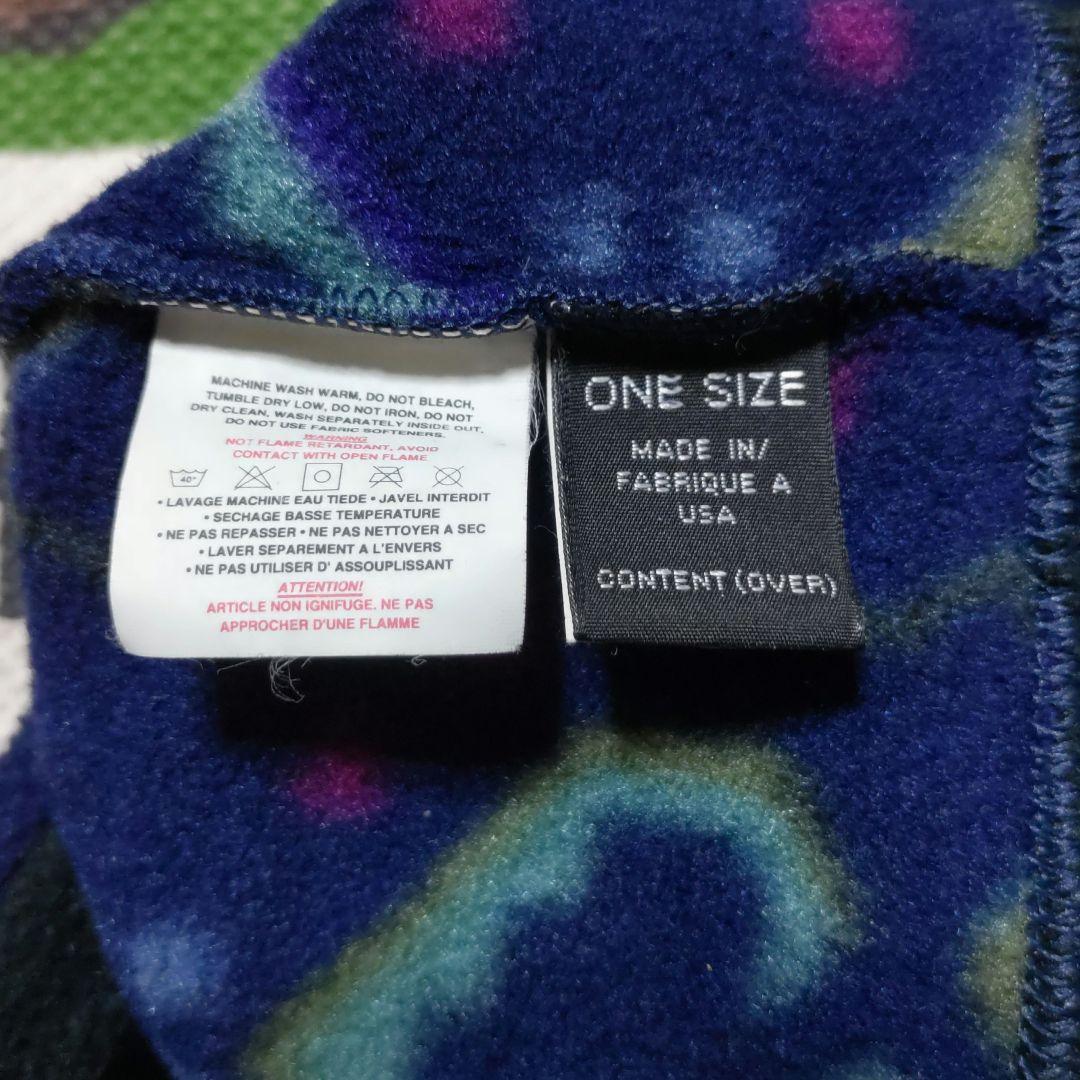 MACHINE WASH WARM, DO NOT BLEACH,
TUMBLE DRY LOW, DO NOT IRON, DO NOT
DRY CLEAN, WASH SEPARATELY INSIDE OUT,
DO NOT USE FABRIC SOFTENERS.
WARNING
NOT FLAME RETARDANT, AVOID
CONTACT WITH OPEN FLAME
40°
• LAVAGE MACHINE EAU TIEDE • JAVEL INTERDIT
• SECHAGE BASSE TEMPERATURE
• NE PAS REPASSER • NE PAS NETTOYER A SEC
• LAVER SEPAREMENT A L'ENVERS
• NE PAS UTILISER D' ASSOUPLISSANT
ATTENTION!
ARTICLE NON IGNIFUGE. NE PAS
APPROCHER D'UNE FLAMME
ONE SIZE
MADE IN/
FABRIQUE A
USA
CONTENT (OVER)